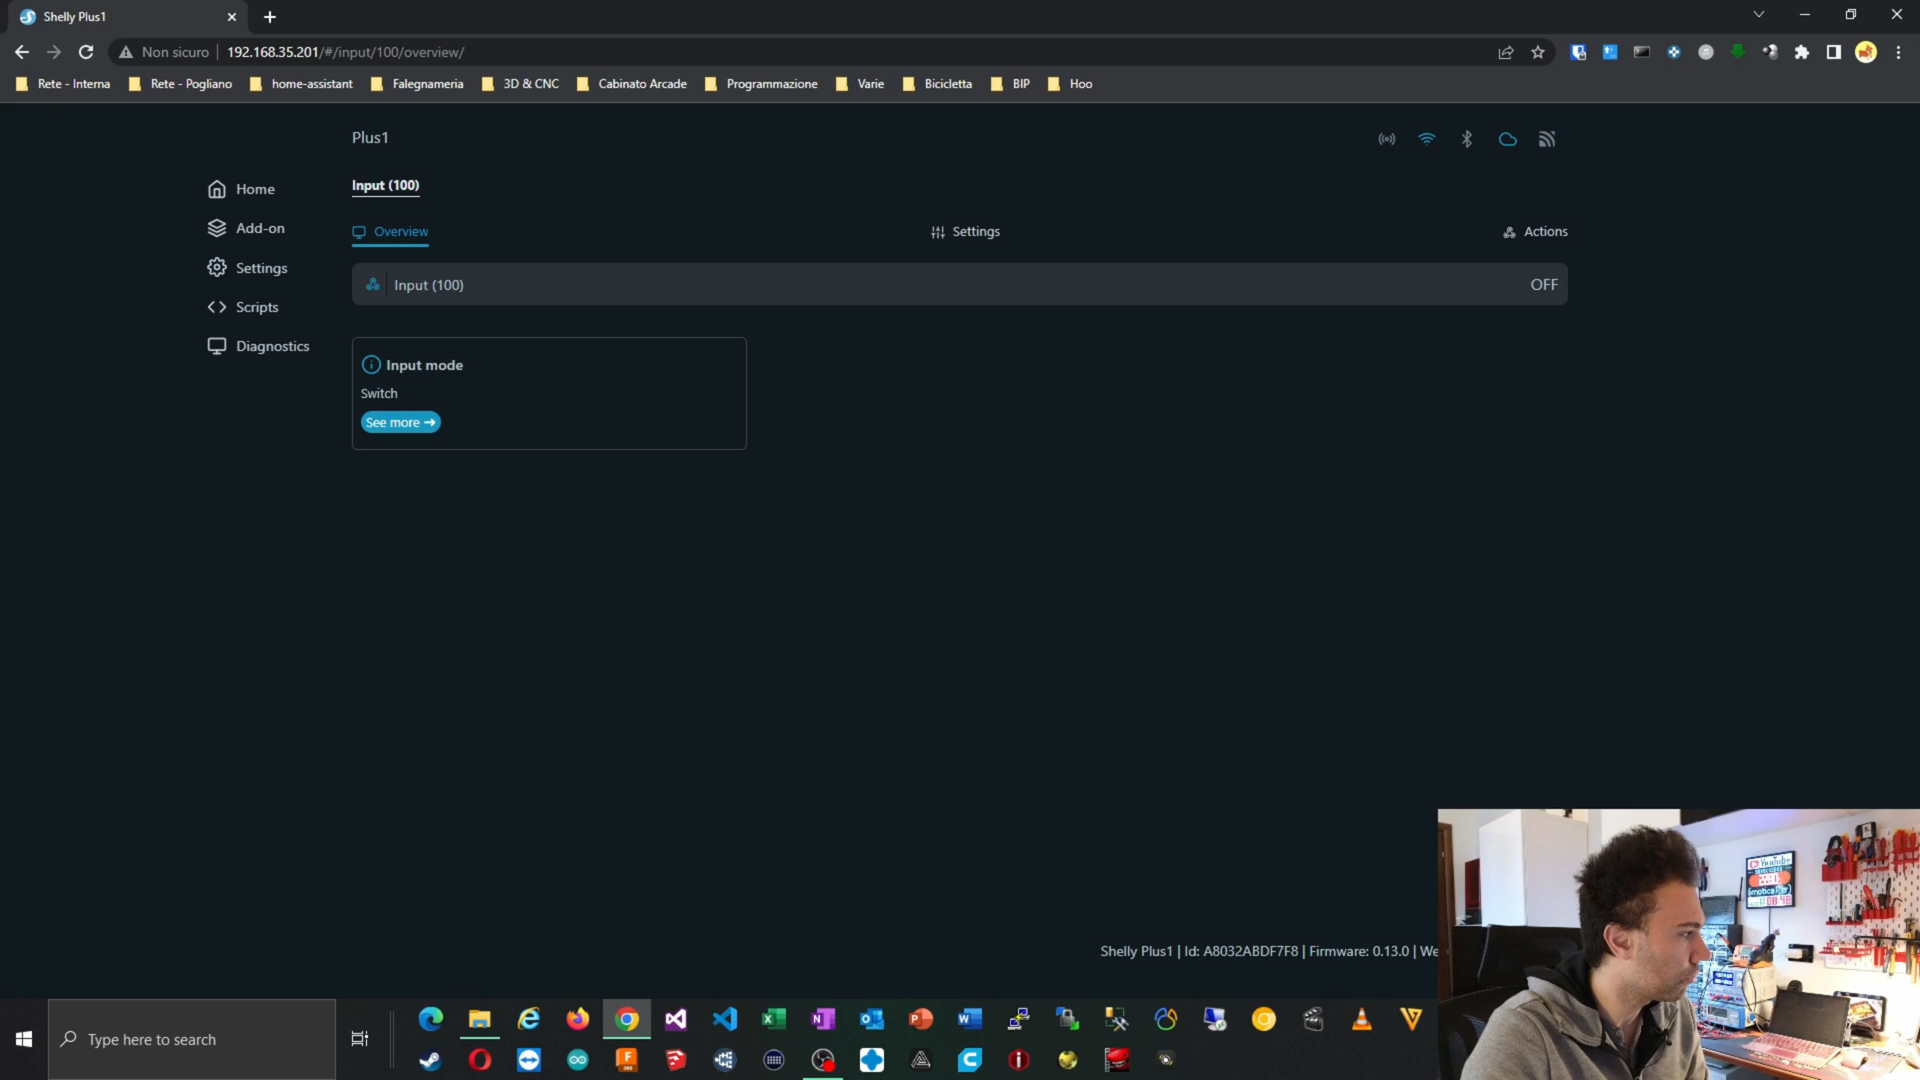 Shelly Plus1
Non sicuro
192.168.35.201/#/input/100/overview/
Rete - Interna
Rete - Pogliano
home-assistant
Falegnameria
3D & CNC
Cabinato Arcade
Programmazione
Varie
Bicicletta
BIP
Hoo
Plus1
Home
Add-on
Settings
Scripts
Diagnostics
Input (100)
Overview
Settings
Actions
Input (100)
OFF
Input mode
Switch
See more →
Shelly Plus1 | Id: A8032ABDF7F8 | Firmware: 0.13.0 | We
YouTube
Type here to search